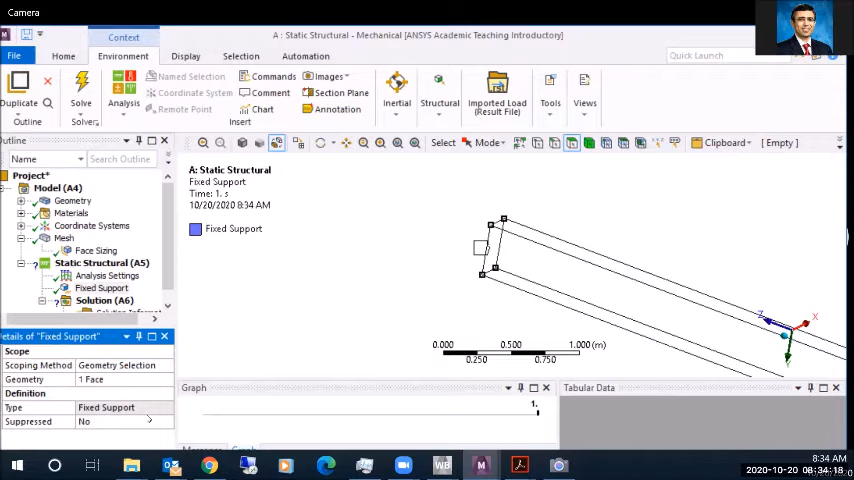 Camera
Context
A : Static Structural - Mechanical [ANSYS Academic Teaching Introductory]
File Home Environment Display Selection Automation
Quick Launch
Duplicate
Outline
Solve
Solver
Analysis
Named Selection
Coordinate System
Remote Point
Commands
Comment
Chart
Insert
Images
Section Plane
Annotation
Inertial
Structural
Imported Load
(Result File)
Tools
Views
Outline
Select Mode
Clipboard [ Empty ]
Name
Search Outline
Project*
Model (A4)
Geometry
Materials
Coordinate Systems
Mesh
Face Sizing
Static Structural (A5)
Analysis Settings
Fixed Support
Solution (A6)
A: Static Structural
Fixed Support
Time: 1. s
10/20/2020 8:34 AM
Fixed Support
Z
X
Y
0.000
0.500
1.000 (m)
0.250
0.750
etails of "Fixed Support"
Scope
Scoping Method Geometry Selection
Geometry 1 Face
Definition
Type Fixed Support
Suppressed No
Graph
1.
Tabular Data
WB
M
8:34 AM
2020-10-20 08:34:18